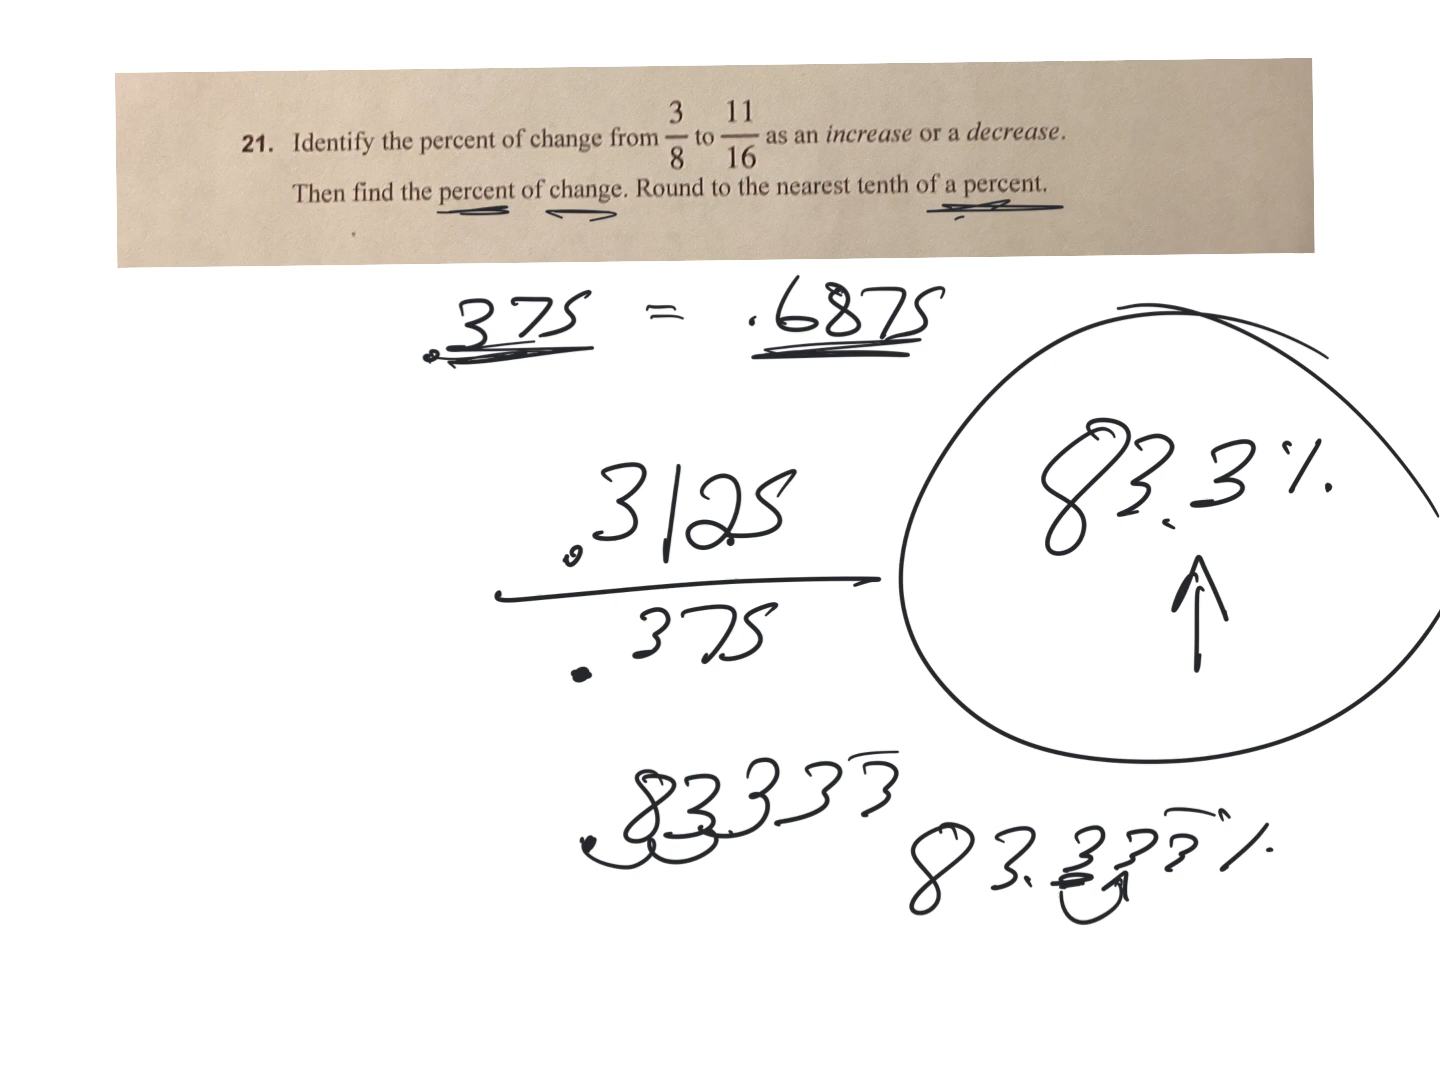 21. Identify the percent of change from 3/8 to 11/16 as an increase or a decrease.
Then find the percent of change. Round to the nearest tenth of a percent.
.375 = .6875
.3125
.375
83.3%
.83333̅
83.333̅%